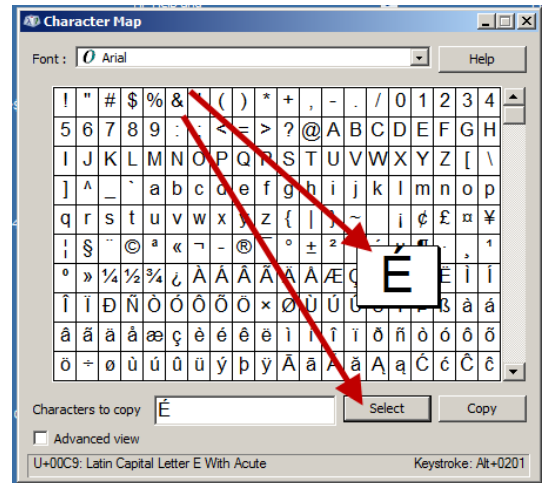 Character Map
Font : O Arial Help
! " # $ % & ( ) * + , - . / 0 1 2 3 4
5 6 7 8 9 : ; < = > ? @ A B C D E F G H
I J K L M N O P Q R S T U V W X Y Z [ \
] ^ _ ` a b c d e f g h i j k l m n o p
q r s t u v w x y z { | } ~ ¡ ¢ £ ¤ ¥
¦ § ¨ © ª « ¬ - ® ¯ ° ± ² ¸ ¹
º » ¼ ½ ¾ ¿ À Á Â Ã Ä Å Æ Ç É Ë Ì Í
Î Ï Ð Ñ Ò Ó Ô Õ Ö × Ø Ù Ú ß à á
â ã ä å æ ç è é ê ë ì í î ï ð ñ ò ó ô õ
ö ÷ ø ù ú û ü ý þ ÿ Ā ā Ă ă Ą ą Ć ć Ĉ ĉ
Characters to copy É Select Copy
Advanced view
U+00C9: Latin Capital Letter E With Acute Keystroke: Alt+0201